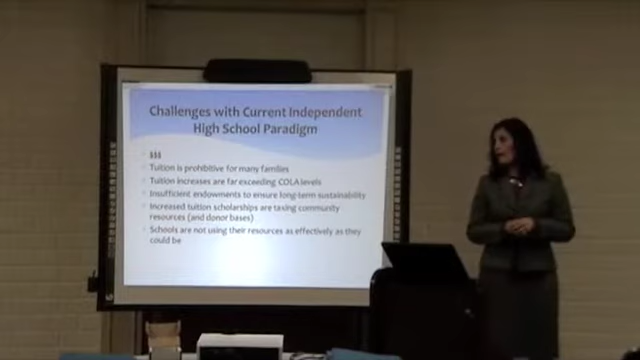 Challenges with Current Independent
High School Paradigm
$$$
Tuition is prohibitive for many families
Tuition increases are far exceeding COLA levels
Insufficient endowments to ensure long-term sustainability
Increased tuition scholarships are taxing community
resources (and donor bases)
Schools are not using their resources as effectively as they
could be